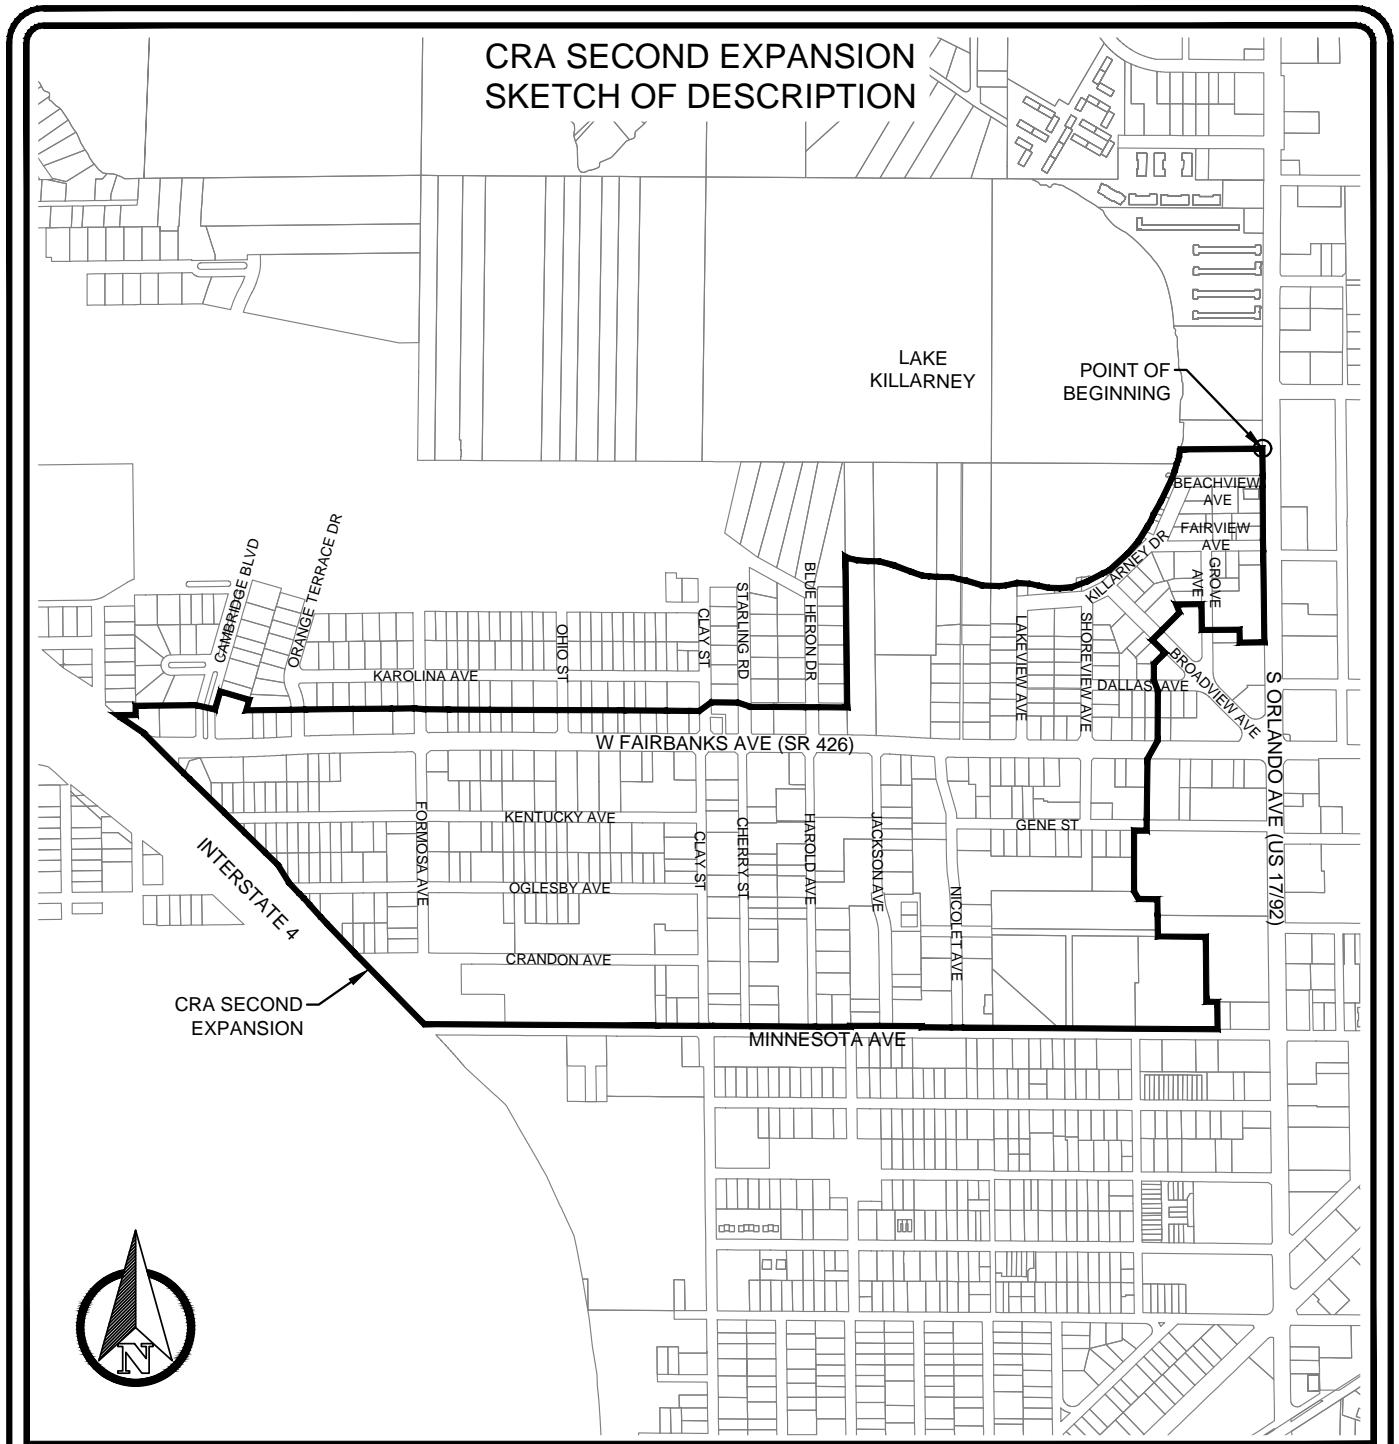 CRA SECOND EXPANSION
SKETCH OF DESCRIPTION
LAKE
KILLARNEY
POINT OF
BEGINNING
BEACHVIEW
AVE
FAIRVIEW
AVE
GROVE
AVE
KILLARNEY DR
CAMBRIDGE BLVD
ORANGE TERRACE DR
OHIO ST
CLAY ST
STARLING RD
BLUE HERON DR
LAKEVIEW AVE
SHOREVIEW AVE
KAROLINA AVE
DALLAS AVE
BROADVIEW AVE
S ORLANDO AVE (US 17/92)
W FAIRBANKS AVE (SR 426)
FORMOSA AVE
KENTUCKY AVE
CLAY ST
CHERRY ST
HAROLD AVE
JACKSON AVE
NICOLET AVE
GENE ST
INTERSTATE 4
OGLESBY AVE
CRANDON AVE
CRA SECOND
EXPANSION
MINNESOTA AVE
N